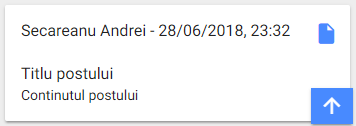 Secareanu Andrei - 28/06/2018, 23:32
Titlu postului
Continutul postului